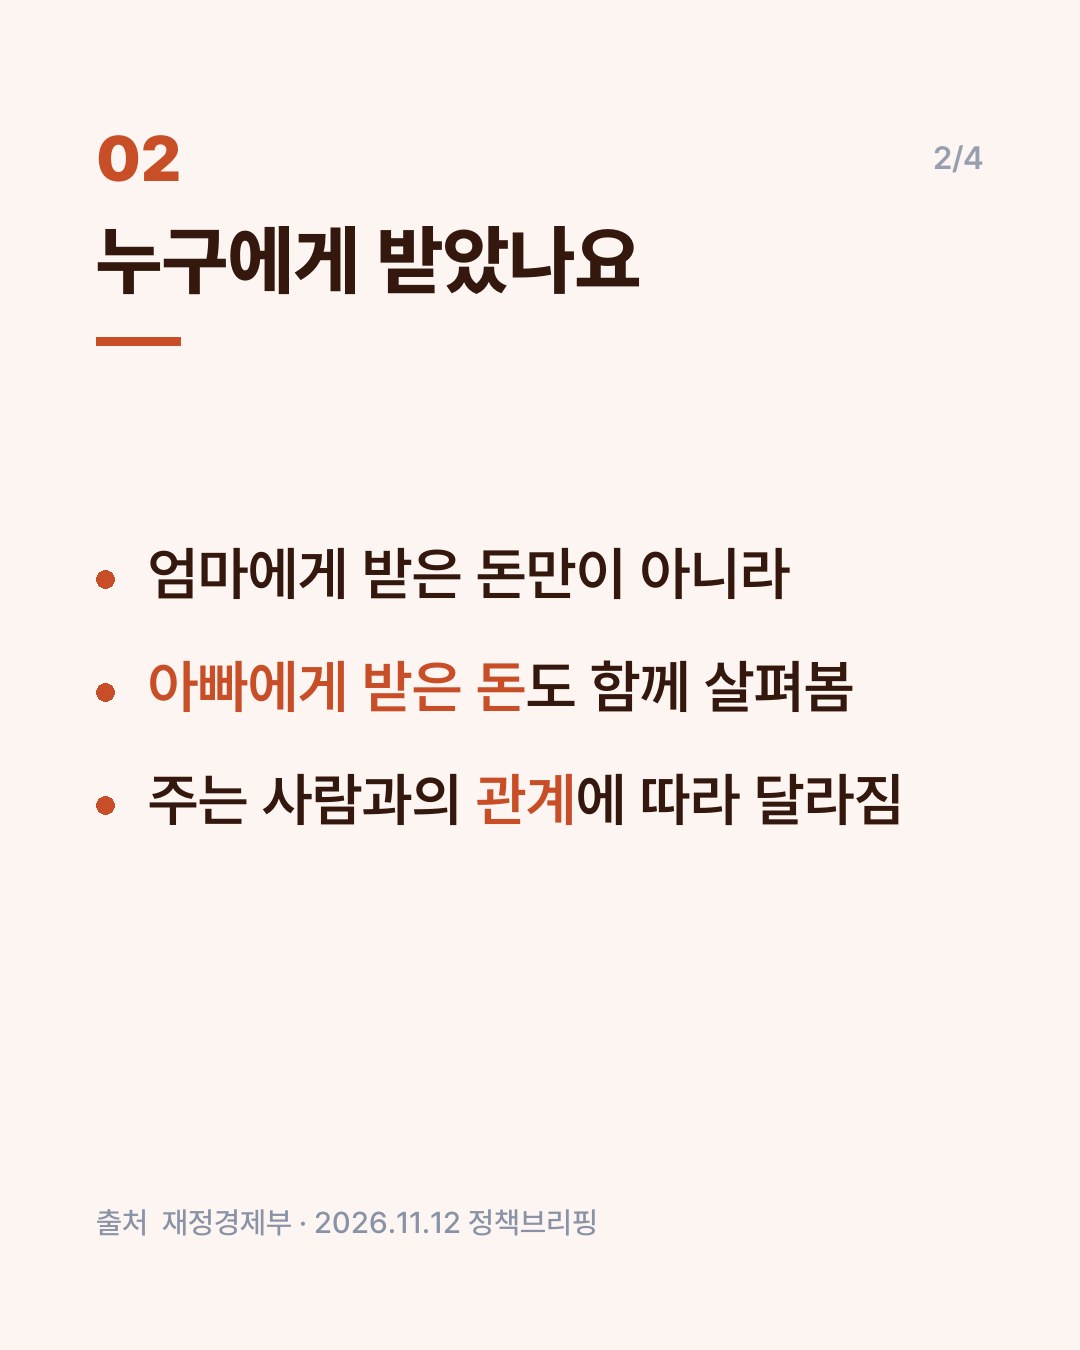 02
2/4
누구에게 받았나요
엄마에게 받은 돈만이 아니라
아빠에게 받은 돈도 함께 살펴봄
주는 사람과의 관계에 따라 달라짐
출처 재정경제부 · 2026.11.12 정책브리핑